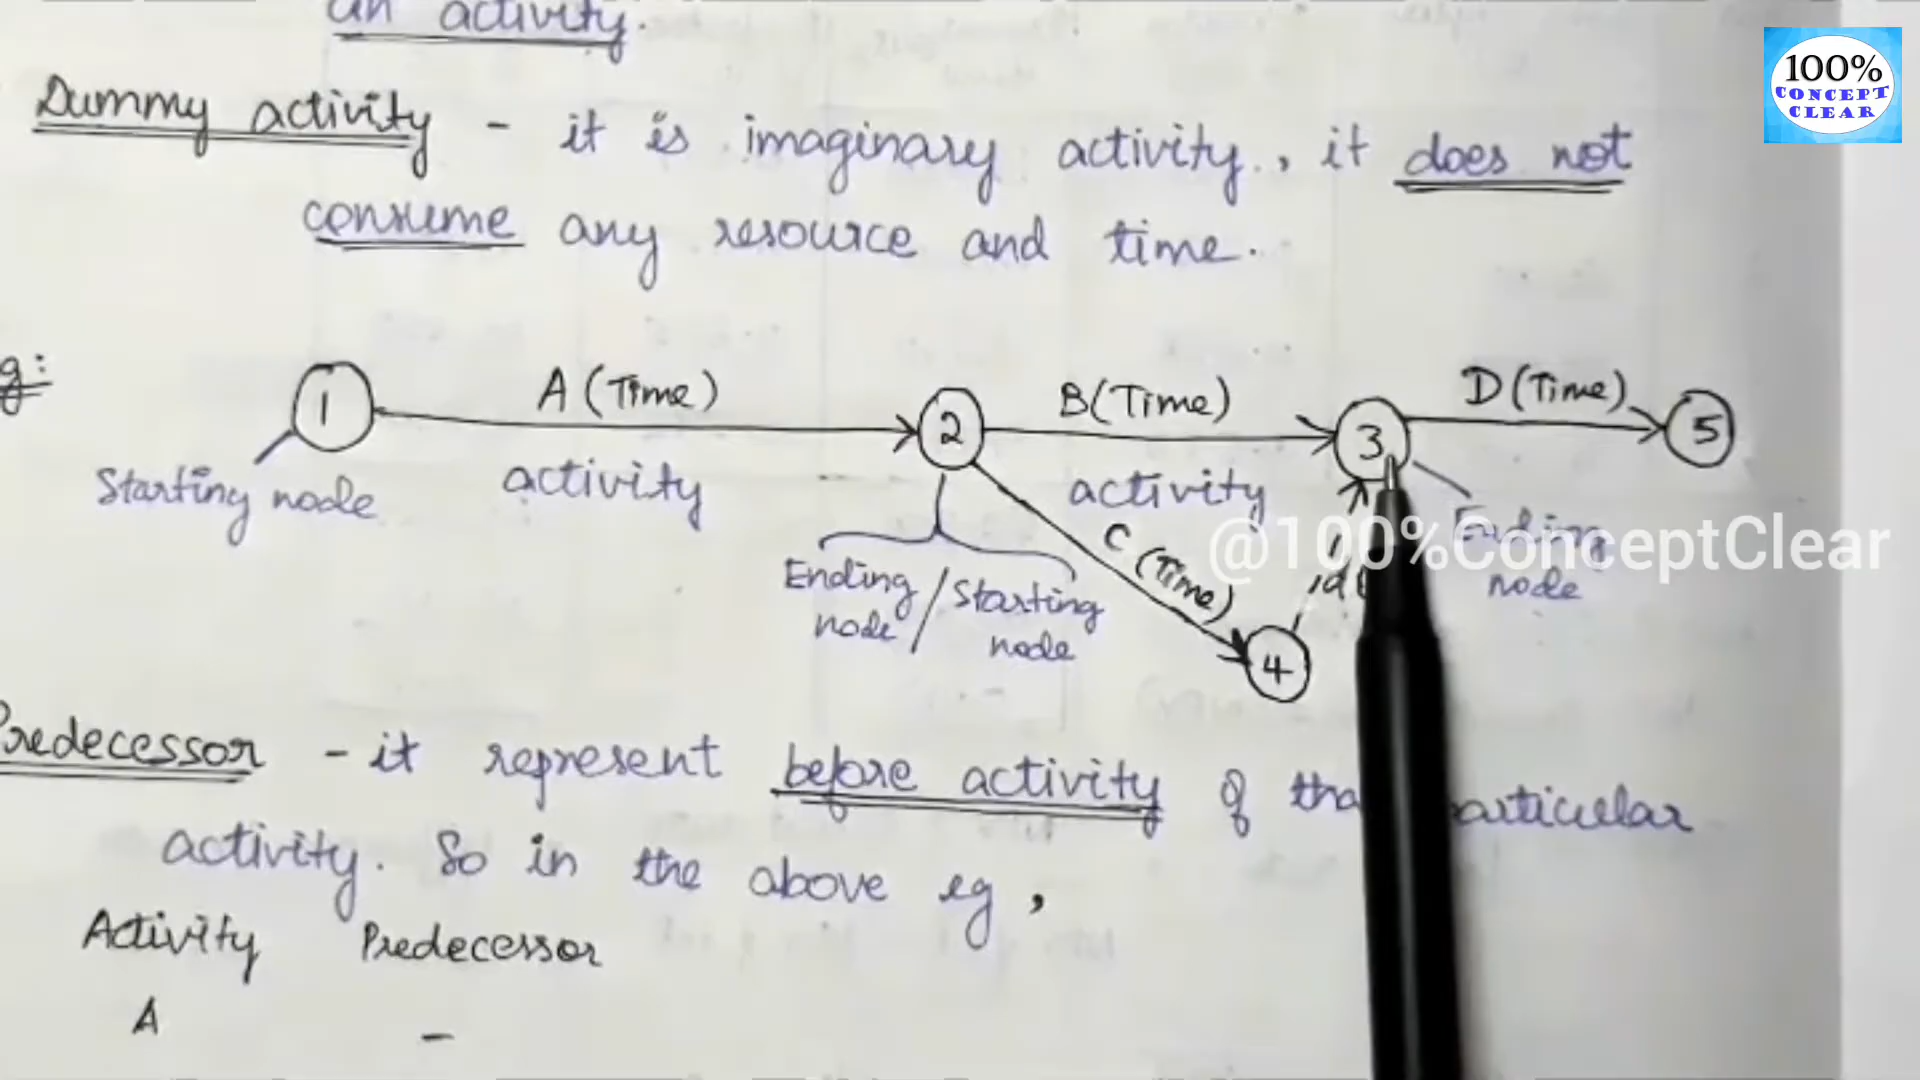 an activity.
100%
CONCEPT
CLEAR
Dummy activity - it is imaginary activity, it does not
consume any resource and time.
g:
1
A (Time)
2
B (Time)
3
D (Time)
5
Starting node
activity
activity
C (Time)
@100%ConceptClear
Ending
node
Ending
node
/
Starting
node
4
Predecessor - it represent before activity of particular
activity. So in the above eg,
Activity Predecessor
A -